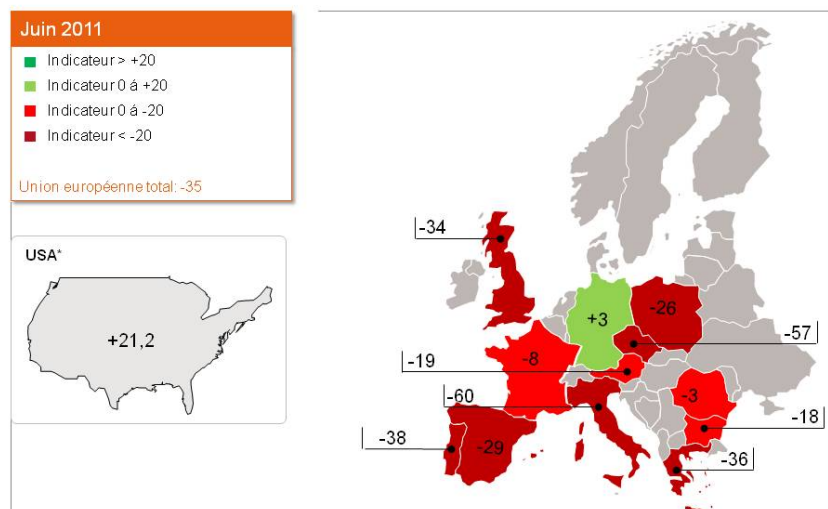 Juin 2011
Indicateur > +20
Indicateur 0 á +20
Indicateur 0 á -20
Indicateur < -20
Union européenne total: -35
USA*
+21,2
-34
+3
-26
-57
-8
-19
-60
-3
-18
-38
-29
-36